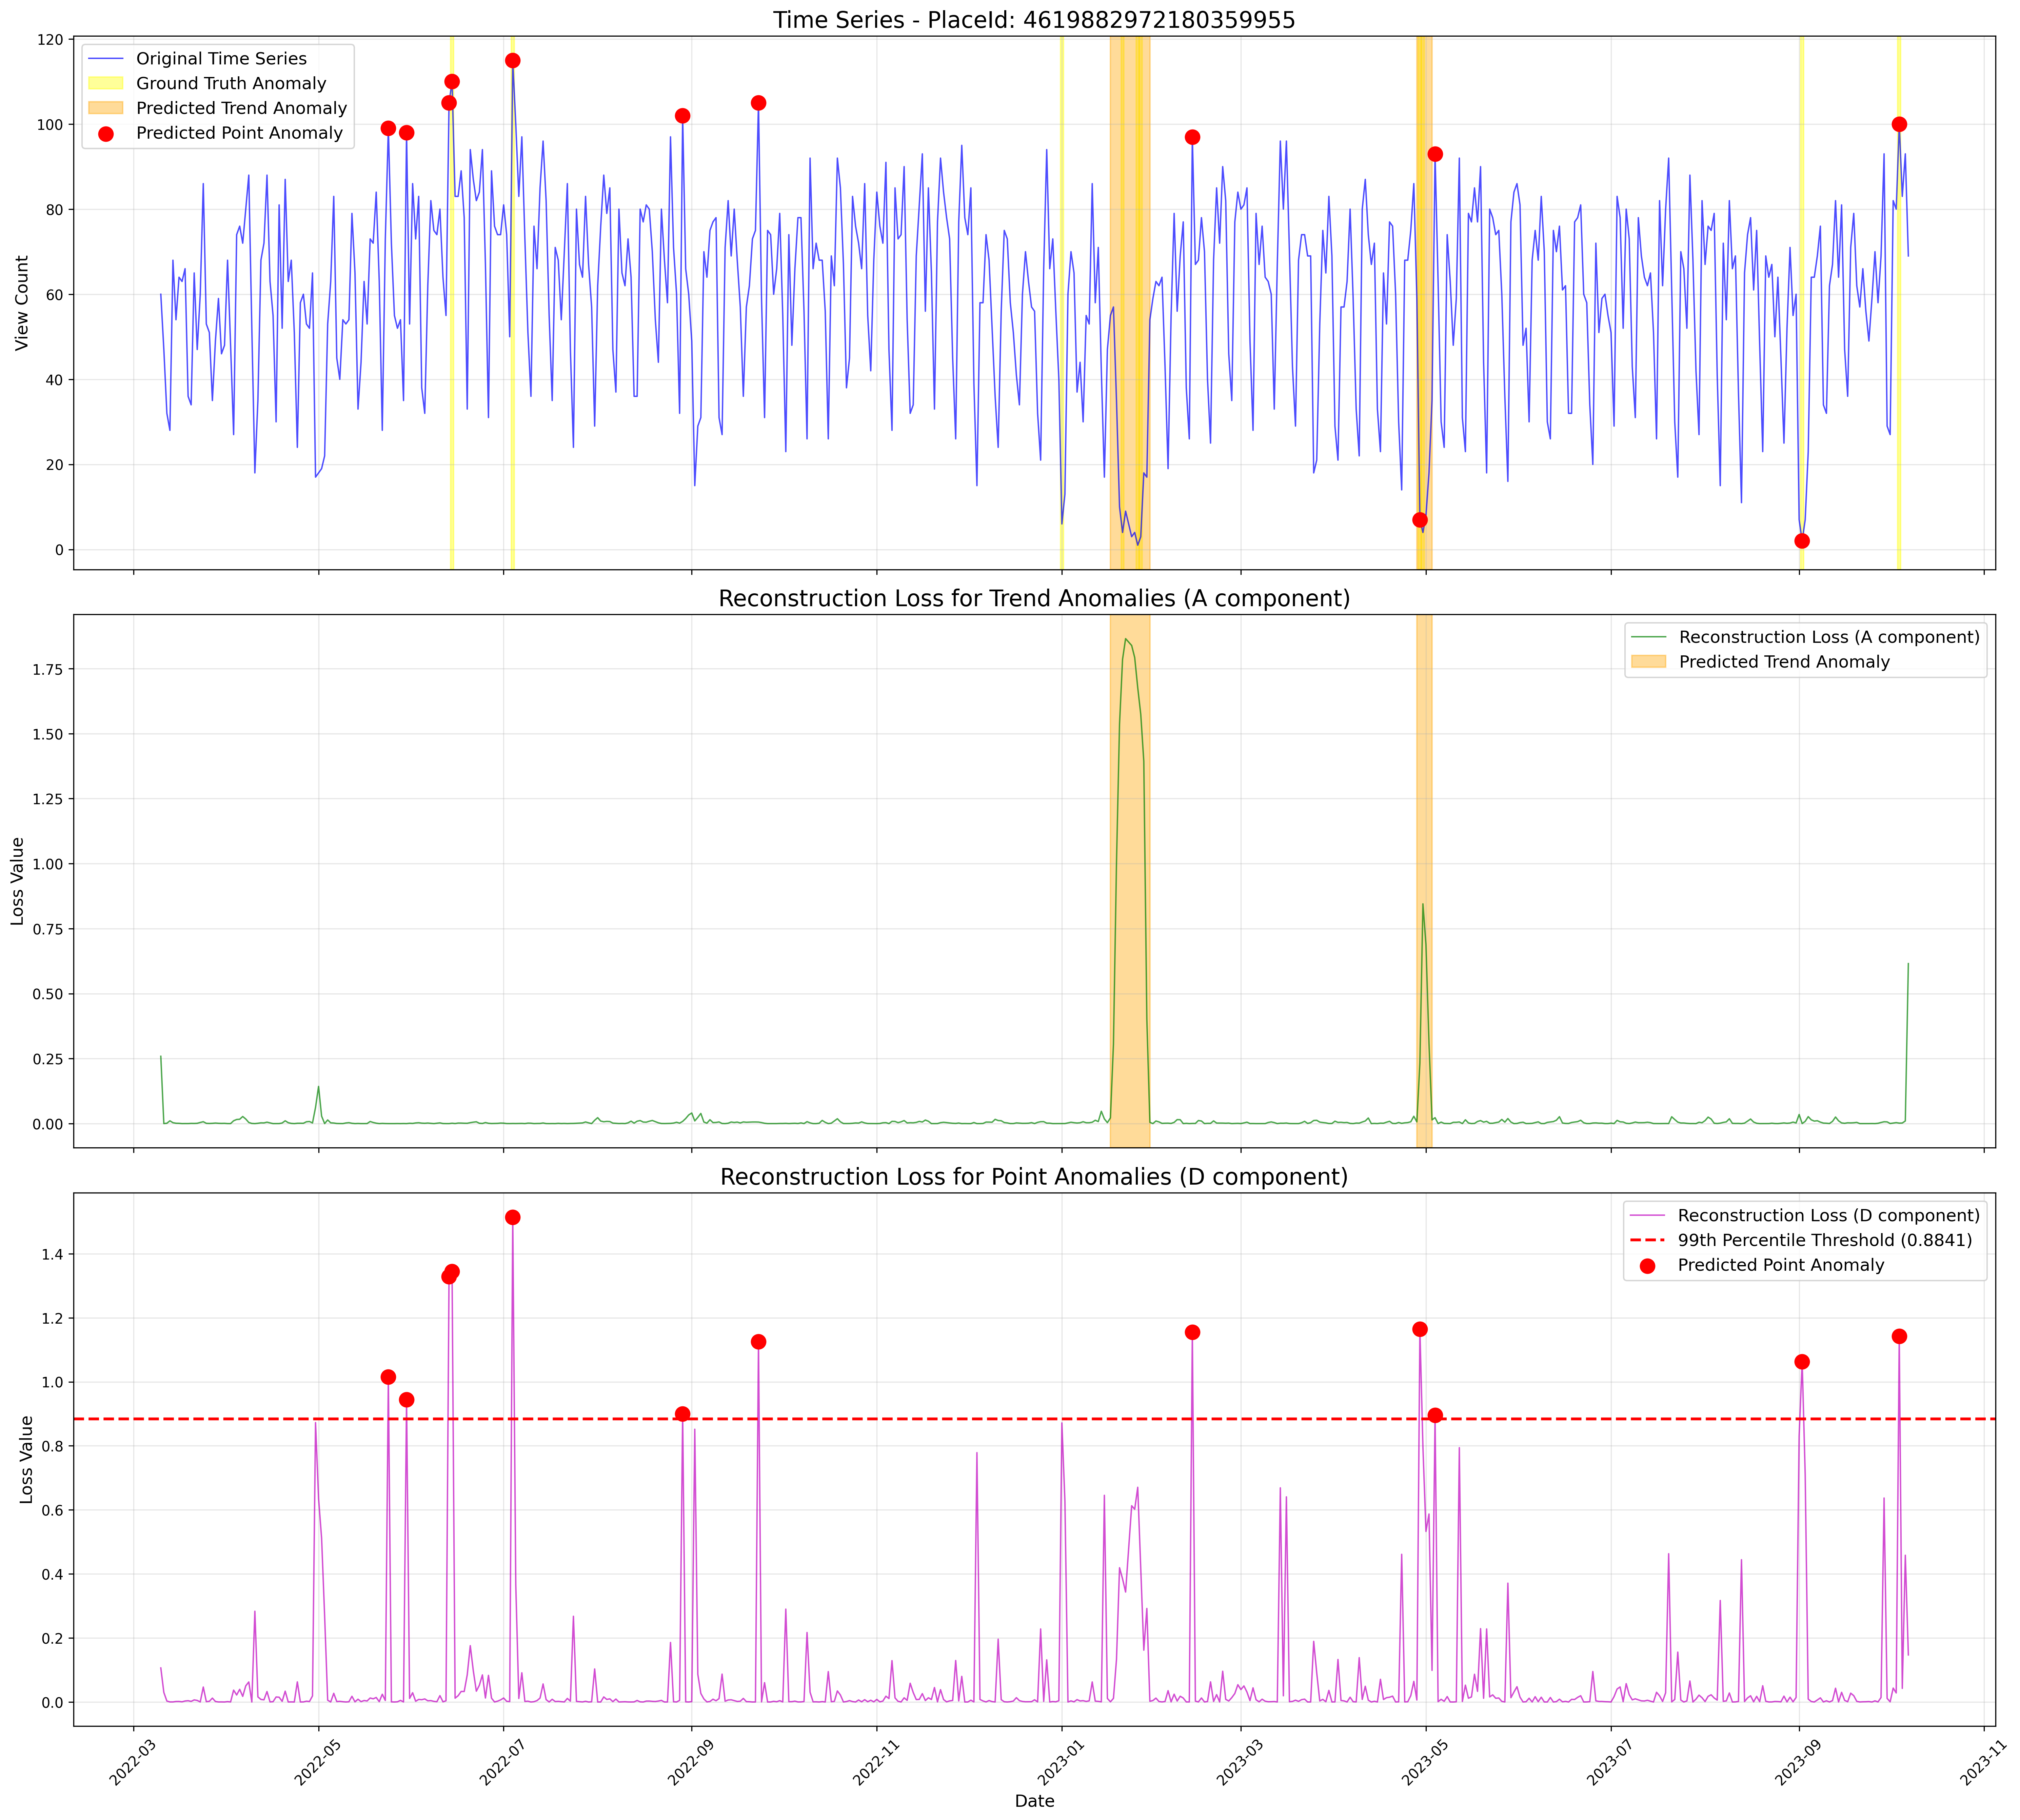 Time Series - PlaceId: 4619882972180359955
Original Time Series
Ground Truth Anomaly
Predicted Trend Anomaly
Predicted Point Anomaly
View Count
120
100
80
60
40
20
0
Reconstruction Loss for Trend Anomalies (A component)
Reconstruction Loss (A component)
Predicted Trend Anomaly
Loss Value
1.75
1.50
1.25
1.00
0.75
0.50
0.25
0.00
Reconstruction Loss for Point Anomalies (D component)
Reconstruction Loss (D component)
99th Percentile Threshold (0.8841)
Predicted Point Anomaly
Loss Value
1.4
1.2
1.0
0.8
0.6
0.4
0.2
0.0
2022-03
2022-05
2022-07
2022-09
2022-11
2023-01
2023-03
2023-05
2023-07
2023-09
2023-11
Date